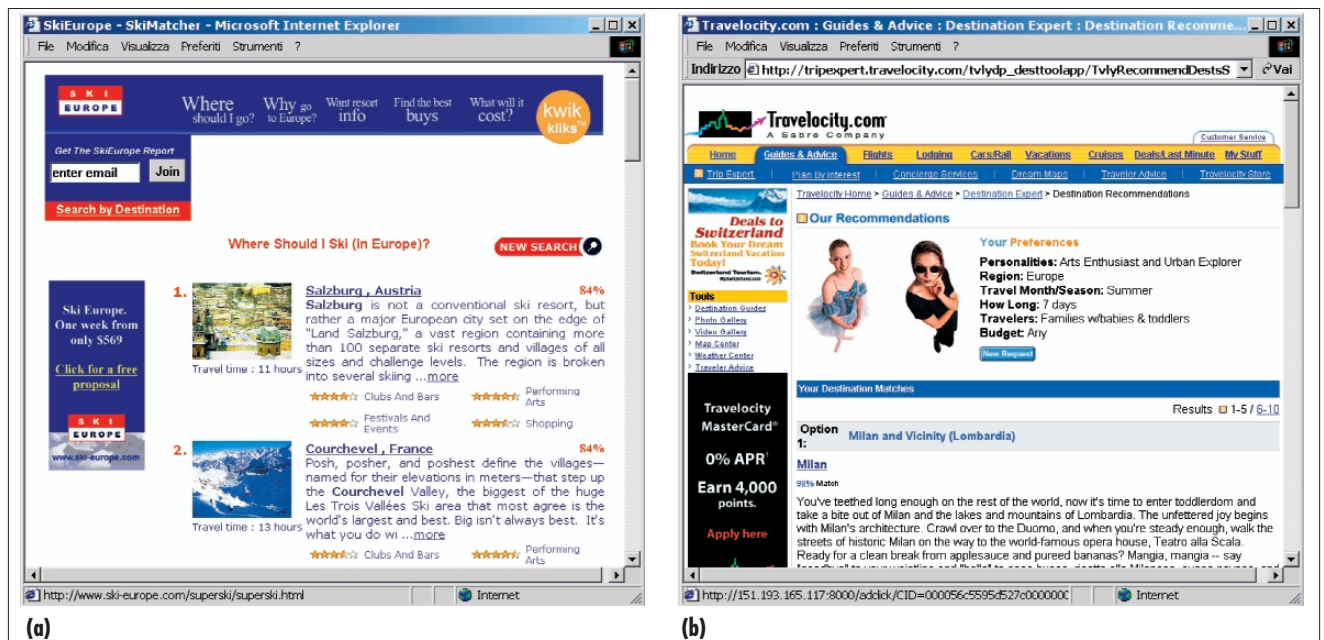 SkiEurope - SkiMatcher - Microsoft Internet Explorer
File Modifica Visualizza Preferiti Strumenti ?
SKI
EUROPE
Where should I go?
Why go to Europe?
Want resort info
Find the best buys
What will it cost?
kwik kliks™
Get The SkiEurope Report
enter email Join
Search by Destination
Where Should I Ski (in Europe)?
NEW SEARCH
Ski Europe.
One week from
only $569
Click for a free
proposal
SKI
EUROPE
www.ski-europe.com
1.
Salzburg , Austria 84%
Salzburg is not a conventional ski resort, but
rather a major European city set on the edge of
"Land Salzburg," a vast region containing more
than 100 separate ski resorts and villages of all
sizes and challenge levels. The region is broken
into several skiing ...more
Travel time : 11 hours
Clubs And Bars
Performing Arts
Festivals And Events
Shopping
2.
Courchevel , France 84%
Posh, posher, and poshest define the villages—
named for their elevations in meters—that step up
the Courchevel Valley, the biggest of the huge
Les Trois Vallées Ski area that most agree is the
world's largest and best. Big isn't always best. It's
what you do wi ...more
Travel time : 13 hours
Clubs And Bars
Performing Arts
http://www.ski-europe.com/superski/superski.html
Internet
(a)
Travelocity.com : Guides & Advice : Destination Expert : Destination Recomme...
File Modifica Visualizza Preferiti Strumenti ?
Indirizzo http://tripexpert.travelocity.com/tvlydp_desttoolapp/TvlyRecommendDestsS Vai
Travelocity.com
A Sabre Company
Customer Service
Home Guides & Advice Flights Lodging Cars/Rail Vacations Cruises Deals/Last Minute My Stuff
Trip Expert | Plan By Interest | Concierge Services | Dream Maps | Traveler Advice | Travelocity Store
Travelocity Home > Guides & Advice > Destination Expert > Destination Recommendations
Deals to
Switzerland
Book Your Dream
Switzerland Vacation
Today!
Switzerland Tourism.
MySwitzerland.com
Tools
> Destination Guides
> Photo Gallery
> Video Gallery
> Map Center
> Weather Center
> Traveler Advice
Travelocity
MasterCard®
0% APR†
Earn 4,000
points.
Apply here
Our Recommendations
Your Preferences
Personalities: Arts Enthusiast and Urban Explorer
Region: Europe
Travel Month/Season: Summer
How Long: 7 days
Travelers: Families w/babies & toddlers
Budget: Any
New Request
Your Destination Matches
Results 1-5 / 6-10
Option 1: Milan and Vicinity (Lombardia)
Milan
98% Match
You've teethed long enough on the rest of the world, now it's time to enter toddlerdom and
take a bite out of Milan and the lakes and mountains of Lombardia. The unfettered joy begins
with Milan's architecture. Crawl over to the Duomo, and when you're steady enough, walk the
streets of historic Milan on the way to the world-famous opera house, Teatro alla Scala.
Ready for a clean break from applesauce and pureed bananas? Mangia, mangia -- say
http://151.193.165.117:8000/adclick/CID=000056c5595d527c0000000
Internet
(b)